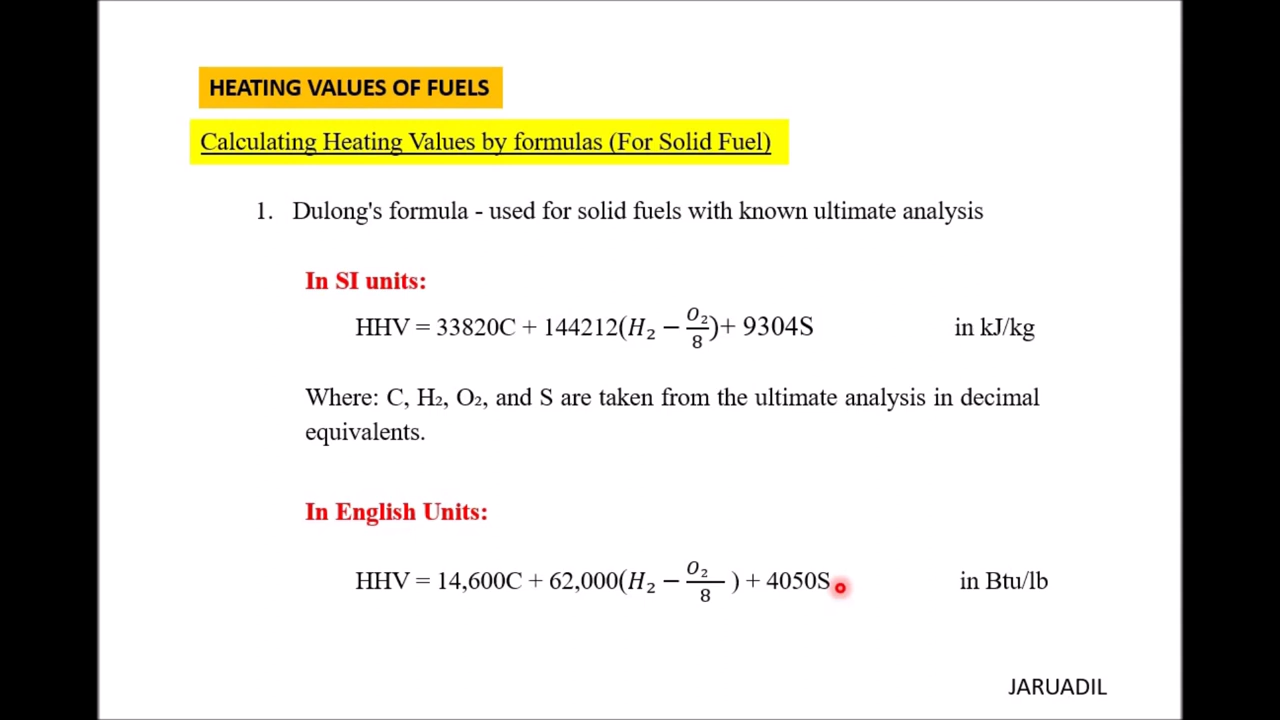 HEATING VALUES OF FUELS
Calculating Heating Values by formulas (For Solid Fuel)
1. Dulong's formula - used for solid fuels with known ultimate analysis
In SI units:
HHV = 33820C + 144212(H₂ − O₂/8)+ 9304S in kJ/kg
Where: C, H₂, O₂, and S are taken from the ultimate analysis in decimal
equivalents.
In English Units:
HHV = 14,600C + 62,000(H₂ − O₂/8 ) + 4050S in Btu/lb
JARUADIL